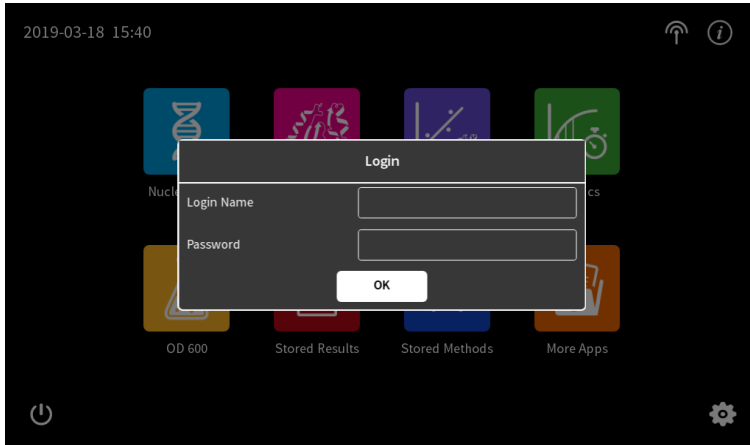 2019-03-18 15:40
i
Login
Login Name
Password
OK
OD 600
Stored Results
Stored Methods
More Apps